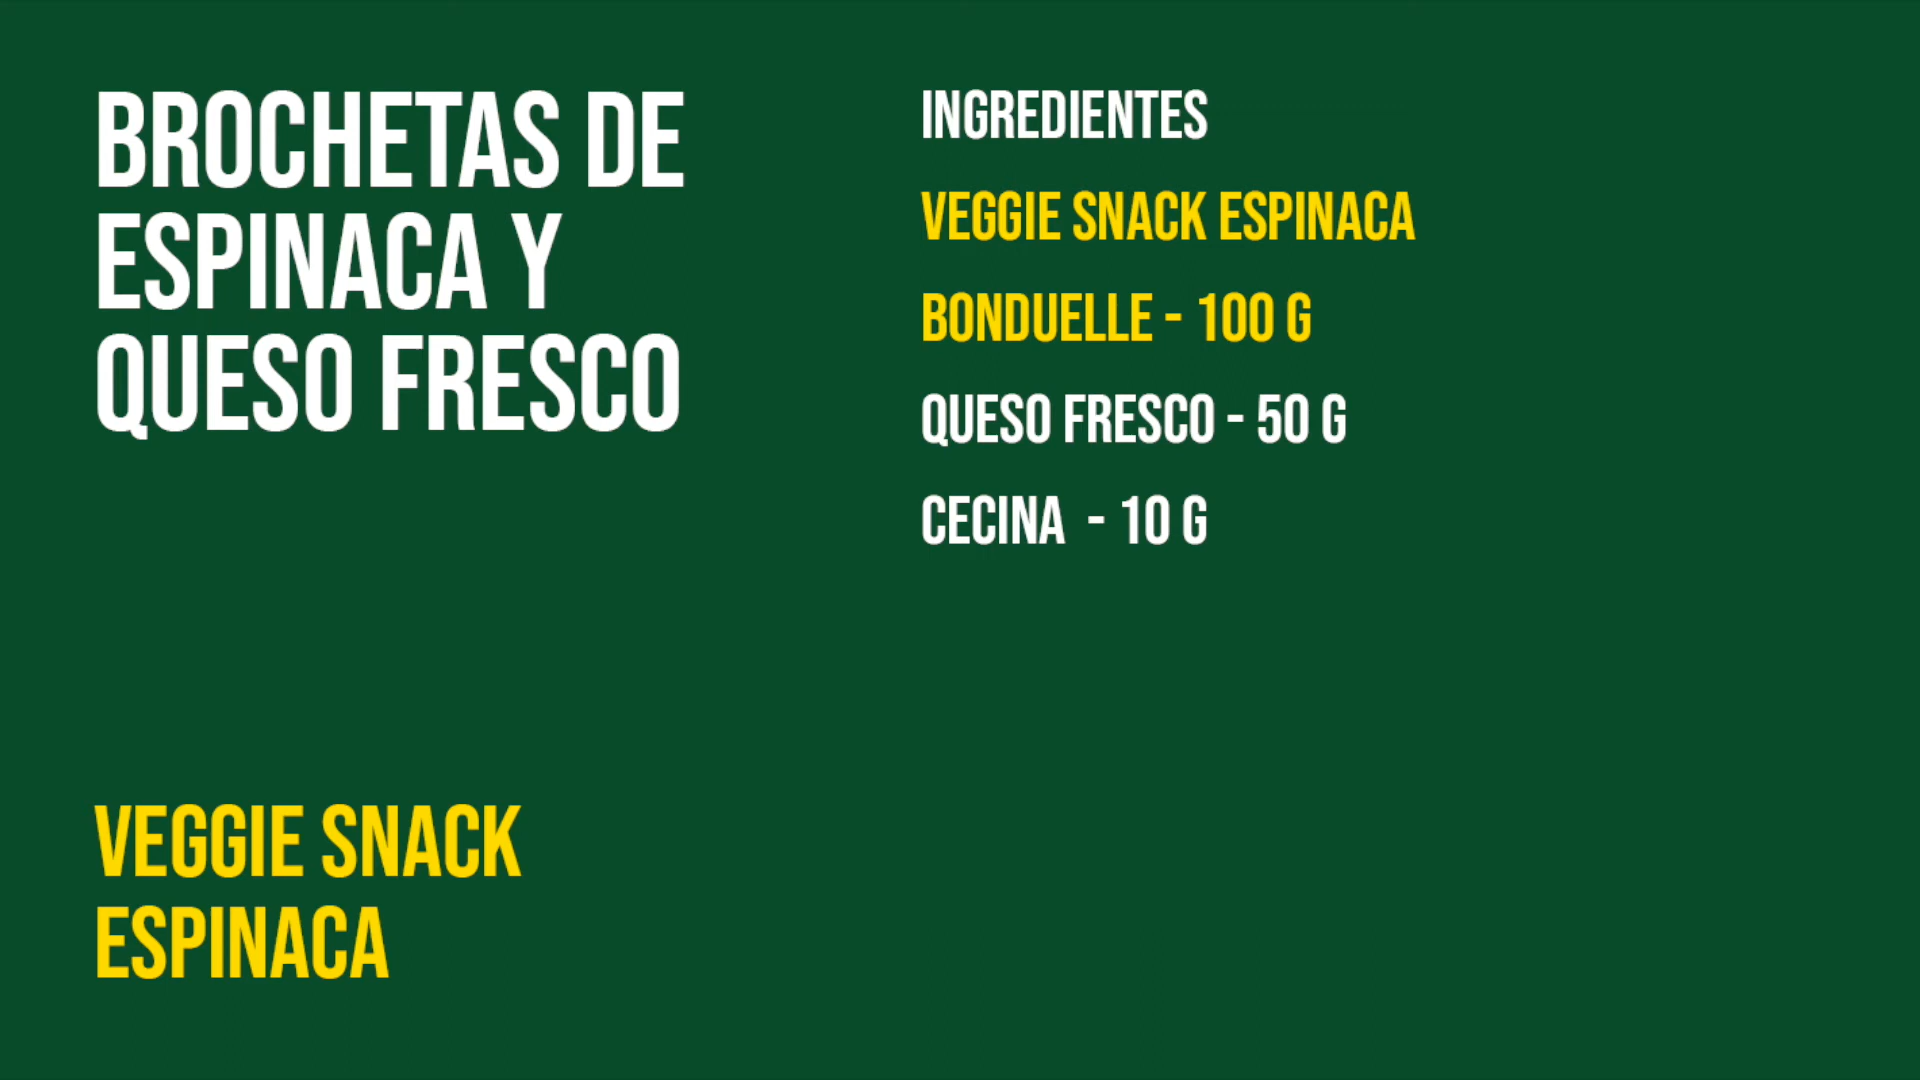 BROCHETAS DE
ESPINACA Y
QUESO FRESCO
VEGGIE SNACK
ESPINACA
INGREDIENTES
VEGGIE SNACK ESPINACA
BONDUELLE - 100 G
QUESO FRESCO - 50 G
CECINA - 10 G